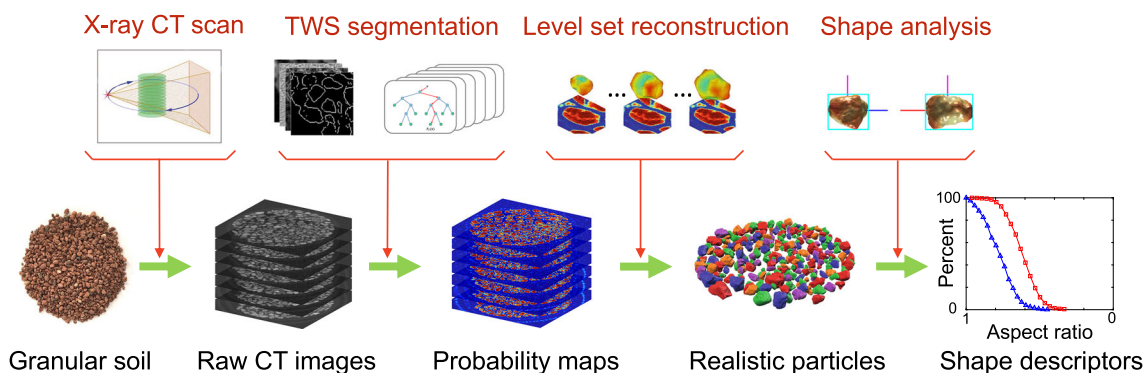 X-ray CT scan
TWS segmentation
Level set reconstruction
Shape analysis
... ...
100
Percent
0
1
0
Aspect ratio
Granular soil
Raw CT images
Probability maps
Realistic particles
Shape descriptors